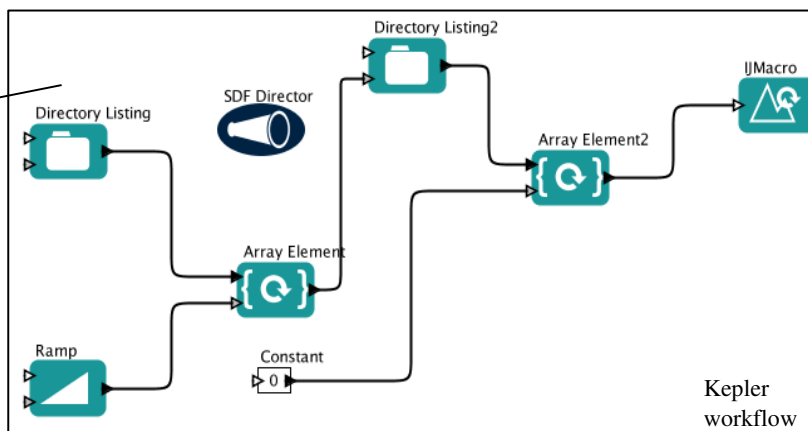 Directory Listing2
SDF Director
IJMacro
Directory Listing
Array Element2
Array Element
Ramp
Constant
0
Kepler
workflow